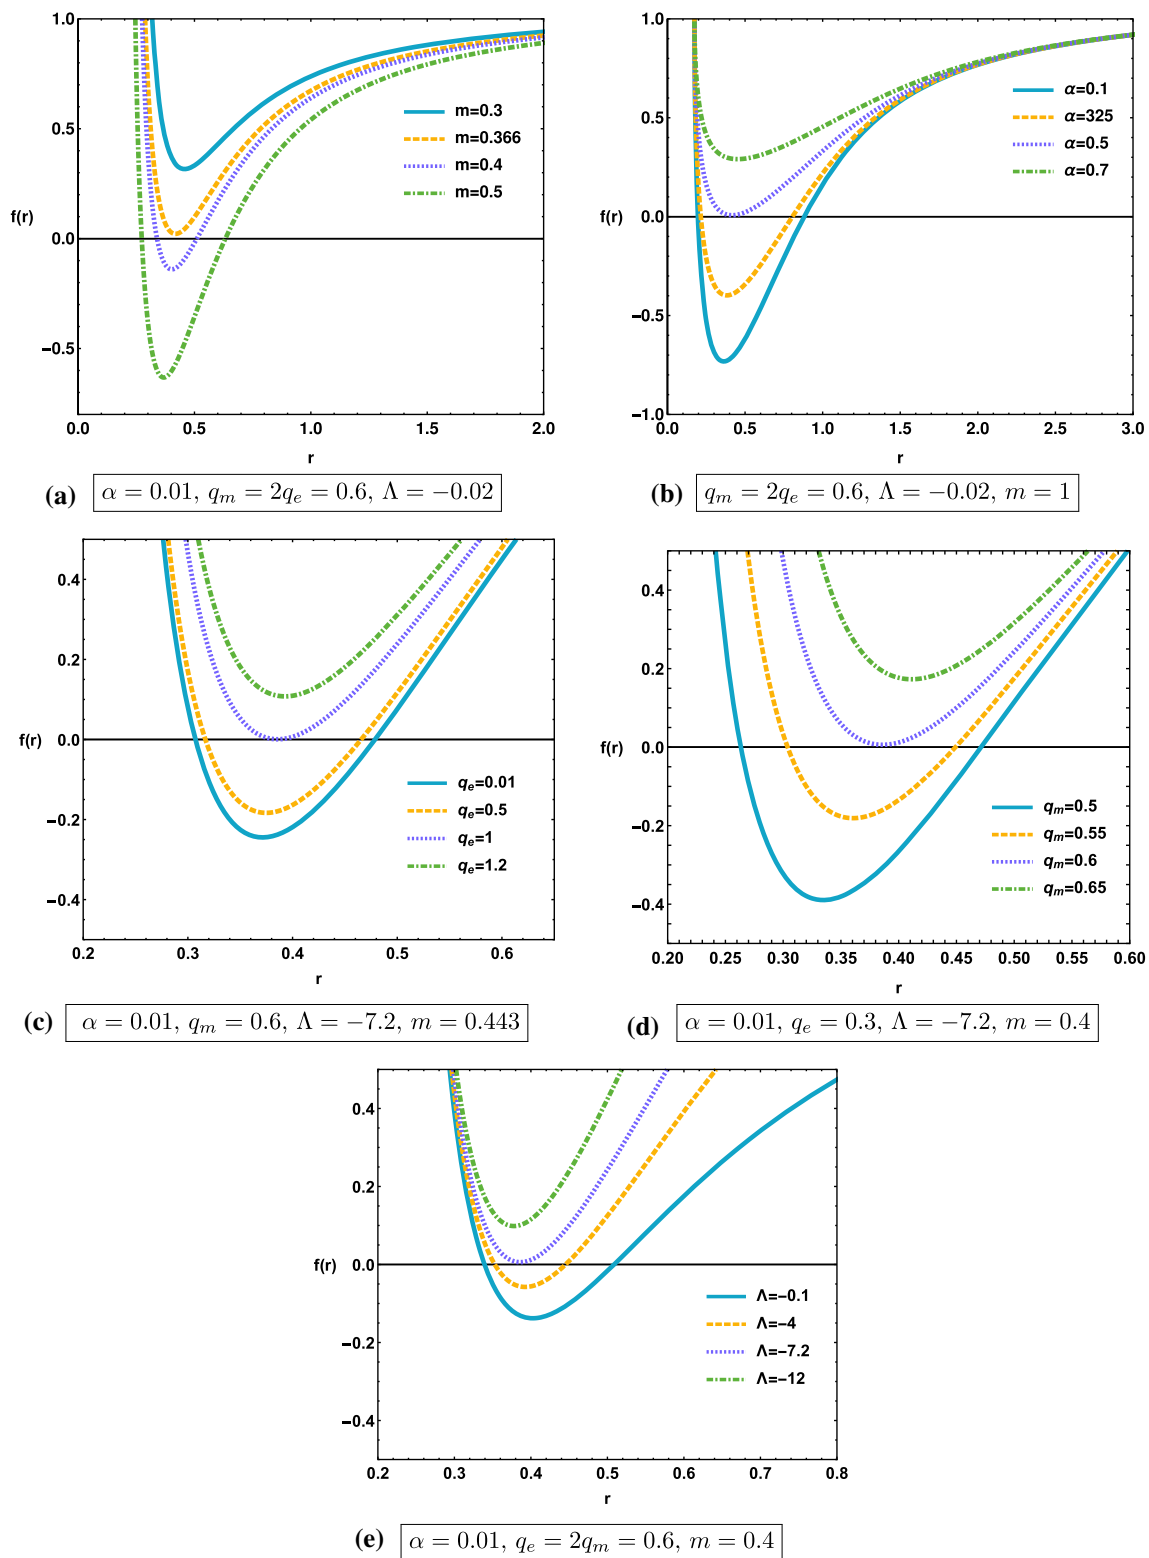 1.0
0.5
f(r)
0.0
−0.5
0.0 0.5 1.0 1.5 2.0
r
m=0.3
m=0.366
m=0.4
m=0.5
(a) α = 0.01, q_m = 2q_e = 0.6, Λ = −0.02
1.0
0.5
f(r)
0.0
−0.5
−1.0
0.0 0.5 1.0 1.5 2.0 2.5 3.0
r
α=0.1
α=325
α=0.5
α=0.7
(b) q_m = 2q_e = 0.6, Λ = −0.02, m = 1
0.4
0.2
f(r) 0.0
−0.2
−0.4
0.2 0.3 0.4 0.5 0.6
r
q_e=0.01
q_e=0.5
q_e=1
q_e=1.2
(c) α = 0.01, q_m = 0.6, Λ = −7.2, m = 0.443
0.4
0.2
f(r) 0.0
−0.2
−0.4
0.20 0.25 0.30 0.35 0.40 0.45 0.50 0.55 0.60
r
q_m=0.5
q_m=0.55
q_m=0.6
q_m=0.65
(d) α = 0.01, q_e = 0.3, Λ = −7.2, m = 0.4
0.4
0.2
f(r) 0.0
−0.2
−0.4
0.2 0.3 0.4 0.5 0.6 0.7 0.8
r
Λ=−0.1
Λ=−4
Λ=−7.2
Λ=−12
(e) α = 0.01, q_e = 2q_m = 0.6, m = 0.4